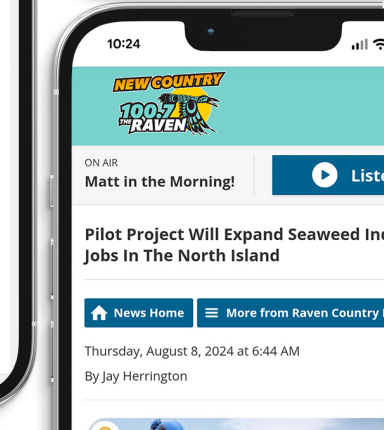 10:24
NEW COUNTRY
100.7
THE RAVEN
ON AIR
Matt in the Morning!
Liste
Pilot Project Will Expand Seaweed Ind
Jobs In The North Island
News Home
More from Raven Country
Thursday, August 8, 2024 at 6:44 AM
By Jay Herrington